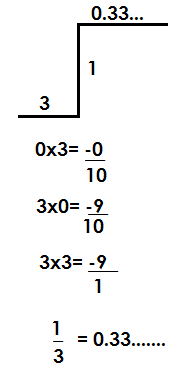 0.33...
1
3
0x3= -0
10
3x0= -9
10
3x3= -9
1
1
3 = 0.33.......